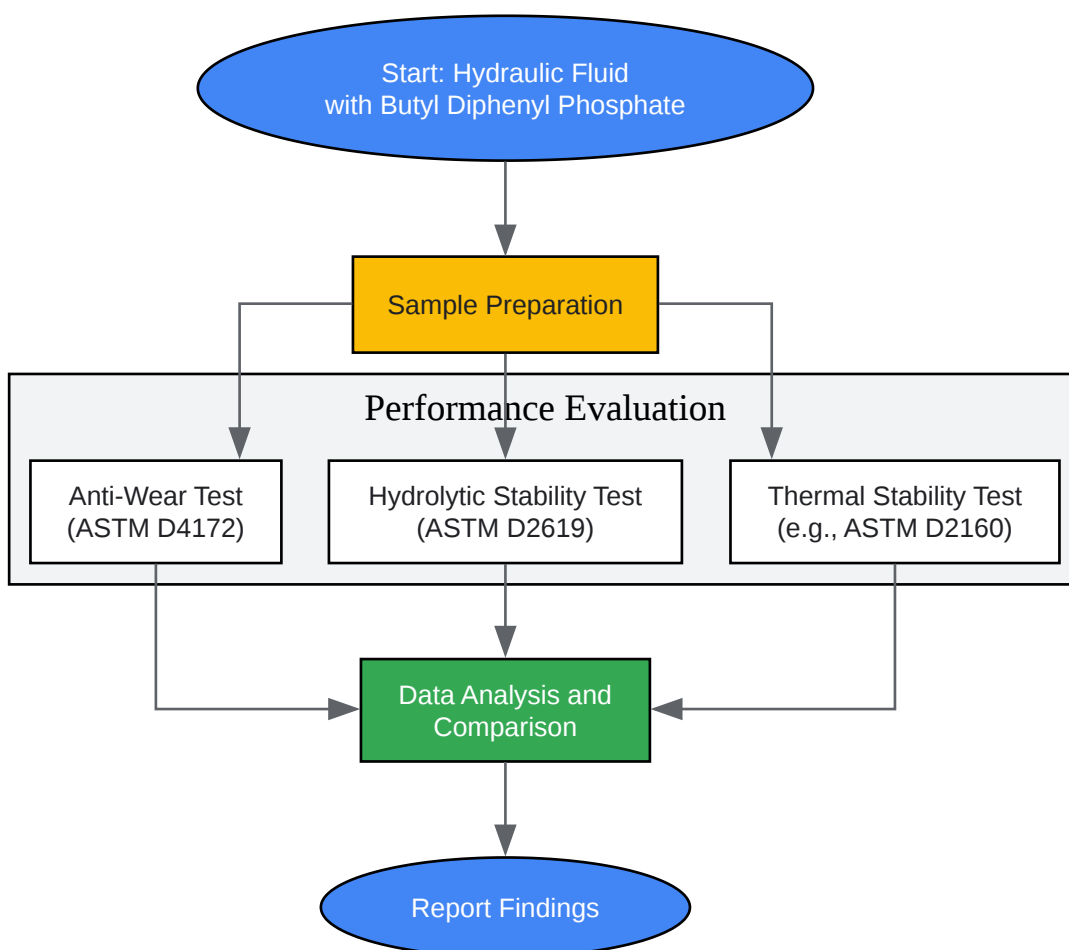 Start: Hydraulic Fluid
with Butyl Diphenyl Phosphate
Sample Preparation
Performance Evaluation
Anti-Wear Test
(ASTM D4172)
Hydrolytic Stability Test
(ASTM D2619)
Thermal Stability Test
(e.g., ASTM D2160)
Data Analysis and
Comparison
Report Findings